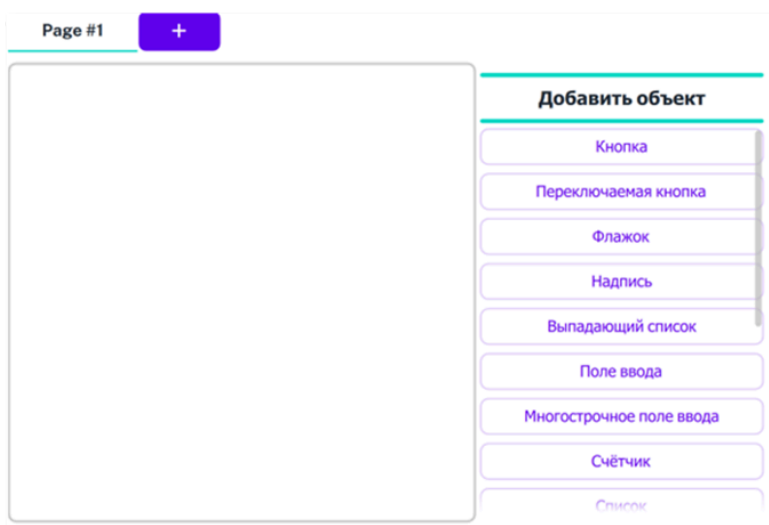 Page #1
+
Добавить объект
Кнопка
Переключаемая кнопка
Флажок
Надпись
Выпадающий список
Поле ввода
Многострочное поле ввода
Счётчик
Список